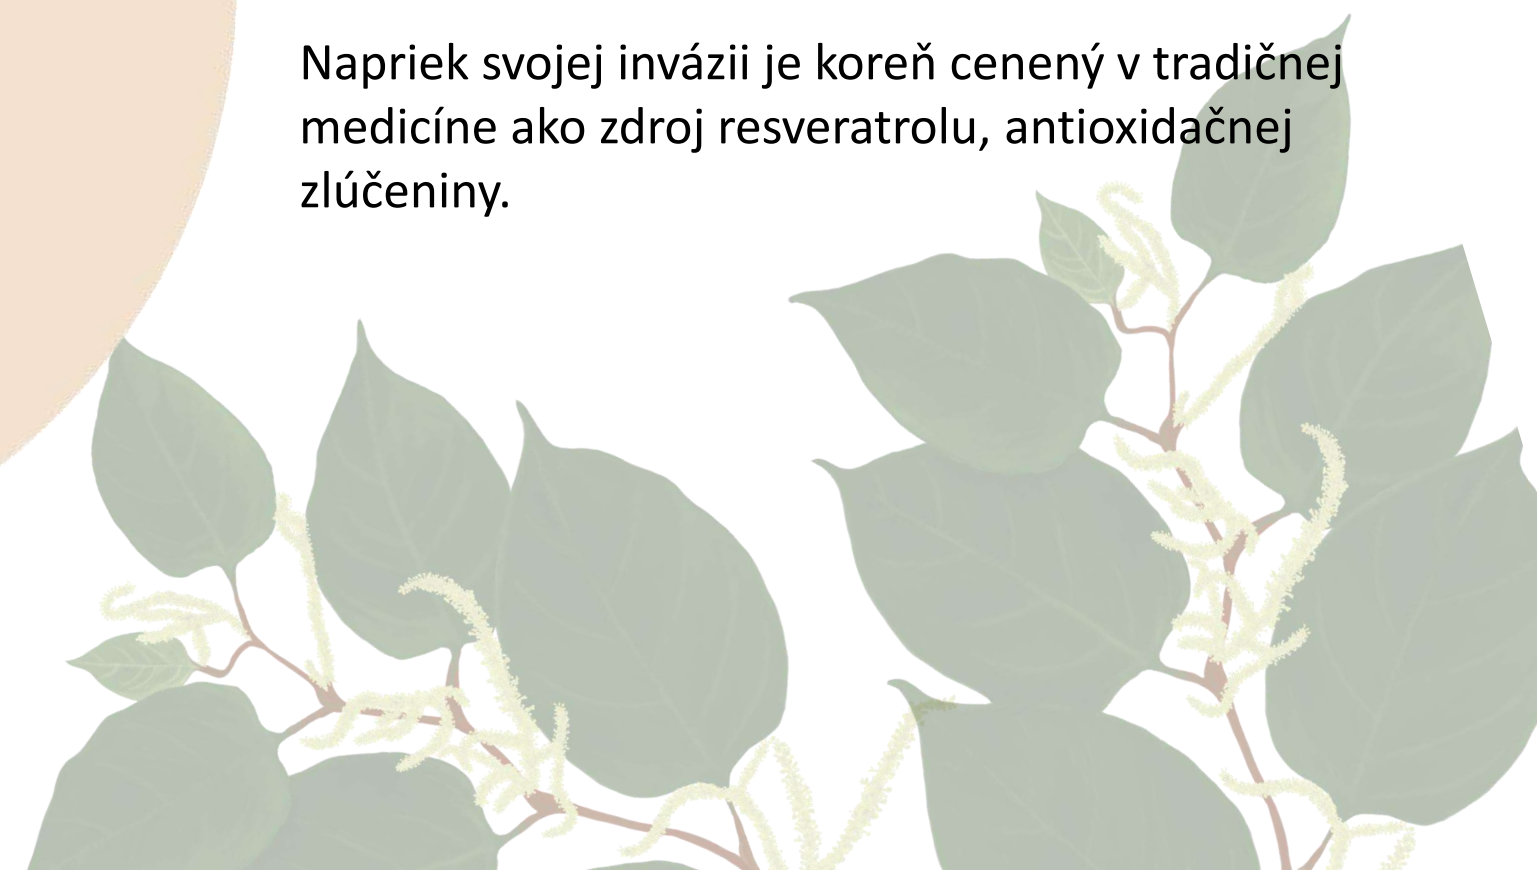 Napriek svojej invázii je koreň cenený v tradičnej
medicíne ako zdroj resveratrolu, antioxidačnej
zlúčeniny.